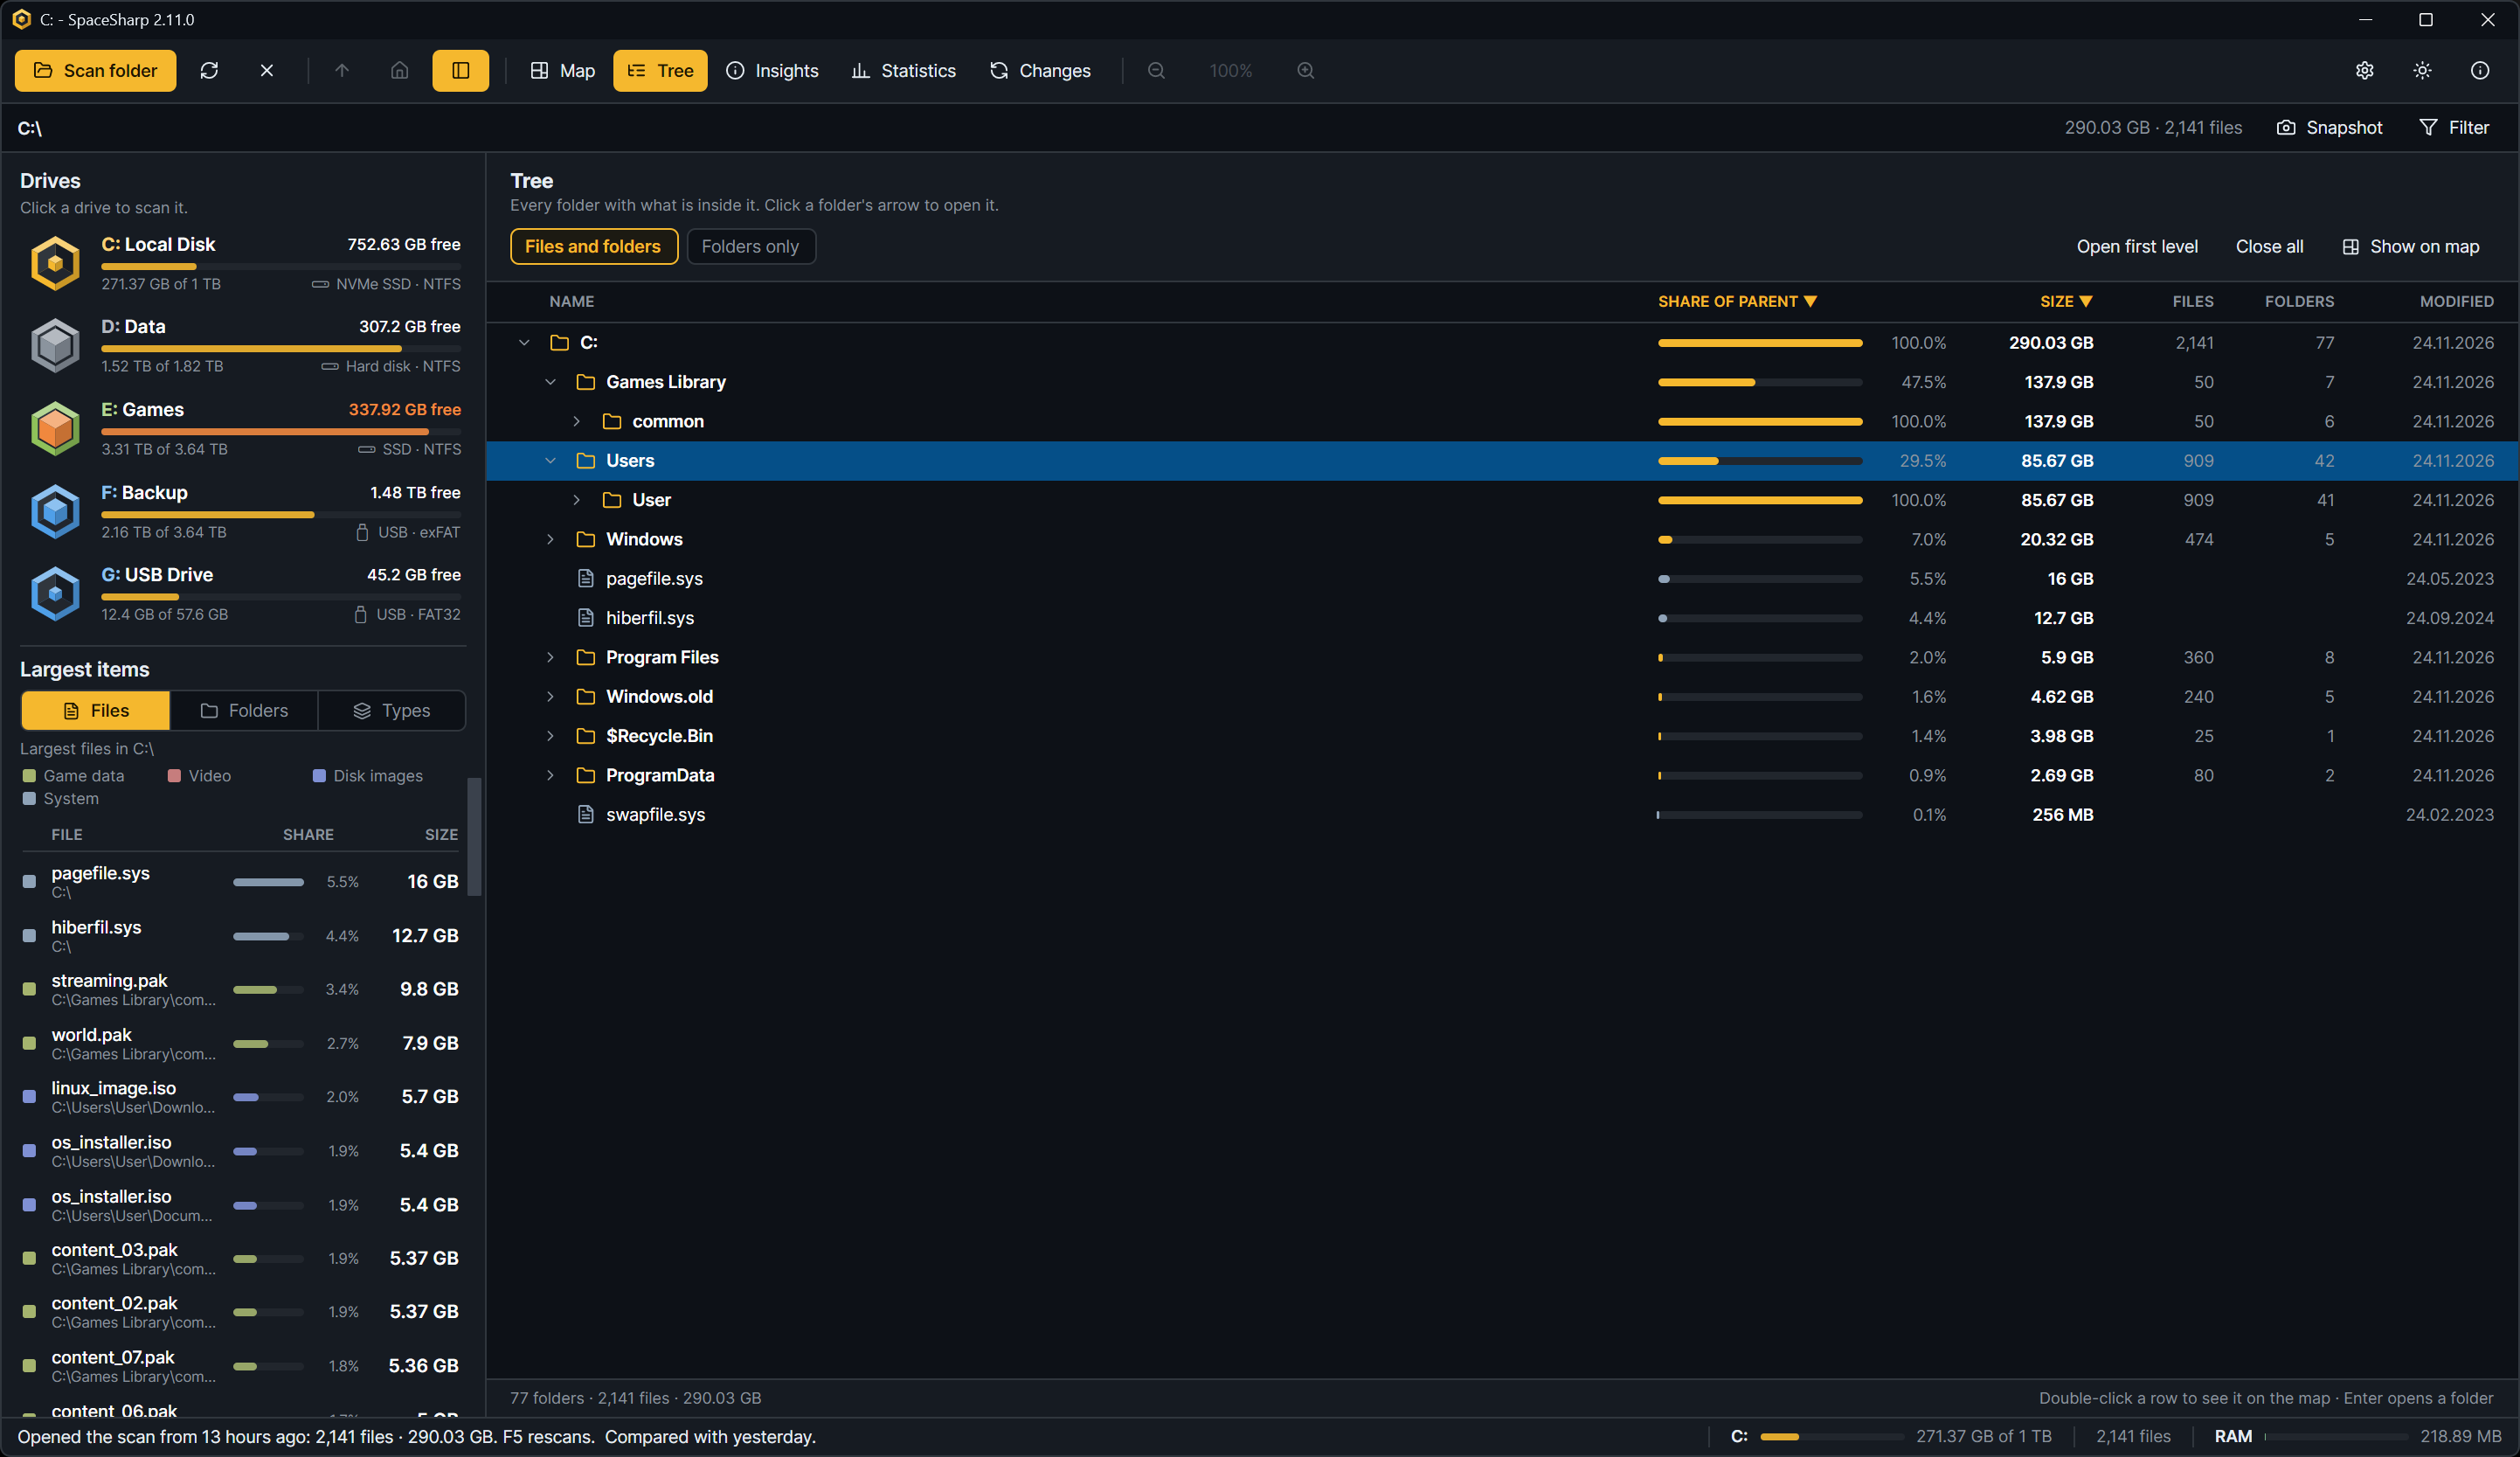 C: - SpaceSharp 2.11.0
Scan folder
Map
Tree
Insights
Statistics
Changes
100%
C:\
290.03 GB · 2,141 files
Snapshot
Filter
Drives
Click a drive to scan it.
C: Local Disk 752.63 GB free
271.37 GB of 1 TB NVMe SSD · NTFS
D: Data 307.2 GB free
1.52 TB of 1.82 TB Hard disk · NTFS
E: Games 337.92 GB free
3.31 TB of 3.64 TB SSD · NTFS
F: Backup 1.48 TB free
2.16 TB of 3.64 TB USB · exFAT
G: USB Drive 45.2 GB free
12.4 GB of 57.6 GB USB · FAT32
Largest items
Files Folders Types
Largest files in C:\
Game data Video Disk images
System
FILE SHARE SIZE
pagefile.sys 5.5% 16 GB
C:\
hiberfil.sys 4.4% 12.7 GB
C:\
streaming.pak 3.4% 9.8 GB
C:\Games Library\com...
world.pak 2.7% 7.9 GB
C:\Games Library\com...
linux_image.iso 2.0% 5.7 GB
C:\Users\User\Downlo...
os_installer.iso 1.9% 5.4 GB
C:\Users\User\Downlo...
os_installer.iso 1.9% 5.4 GB
C:\Users\User\Docum...
content_03.pak 1.9% 5.37 GB
C:\Games Library\com...
content_02.pak 1.9% 5.37 GB
C:\Games Library\com...
content_07.pak 1.8% 5.36 GB
C:\Games Library\com...
content_06.pak
Tree
Every folder with what is inside it. Click a folder's arrow to open it.
Files and folders Folders only Open first level Close all Show on map
NAME SHARE OF PARENT ▼ SIZE ▼ FILES FOLDERS MODIFIED
C: 100.0% 290.03 GB 2,141 77 24.11.2026
Games Library 47.5% 137.9 GB 50 7 24.11.2026
common 100.0% 137.9 GB 50 6 24.11.2026
Users 29.5% 85.67 GB 909 42 24.11.2026
User 100.0% 85.67 GB 909 41 24.11.2026
Windows 7.0% 20.32 GB 474 5 24.11.2026
pagefile.sys 5.5% 16 GB 24.05.2023
hiberfil.sys 4.4% 12.7 GB 24.09.2024
Program Files 2.0% 5.9 GB 360 8 24.11.2026
Windows.old 1.6% 4.62 GB 240 5 24.11.2026
$Recycle.Bin 1.4% 3.98 GB 25 1 24.11.2026
ProgramData 0.9% 2.69 GB 80 2 24.11.2026
swapfile.sys 0.1% 256 MB 24.02.2023
77 folders · 2,141 files · 290.03 GB
Double-click a row to see it on the map · Enter opens a folder
Opened the scan from 13 hours ago: 2,141 files · 290.03 GB. F5 rescans. Compared with yesterday.
C: 271.37 GB of 1 TB
2,141 files
RAM 218.89 MB